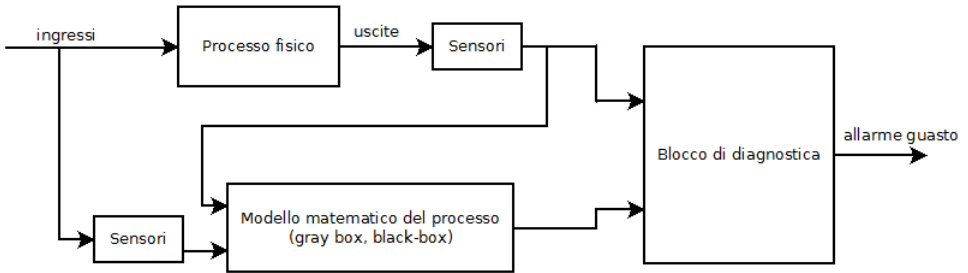 ingressi
Processo fisico
uscite
Sensori
Blocco di diagnostica
allarme guasto
Sensori
Modello matematico del processo
(gray box, black-box)